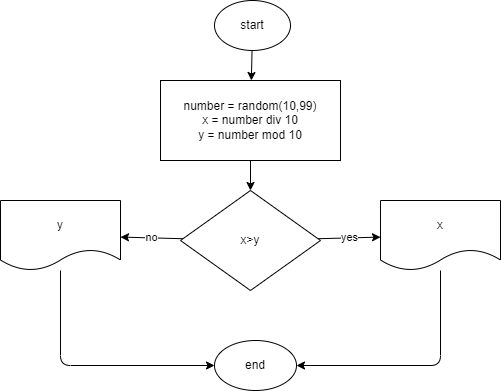 start
number = random(10,99)
x = number div 10
y = number mod 10
y
no
x>y
yes
x
end